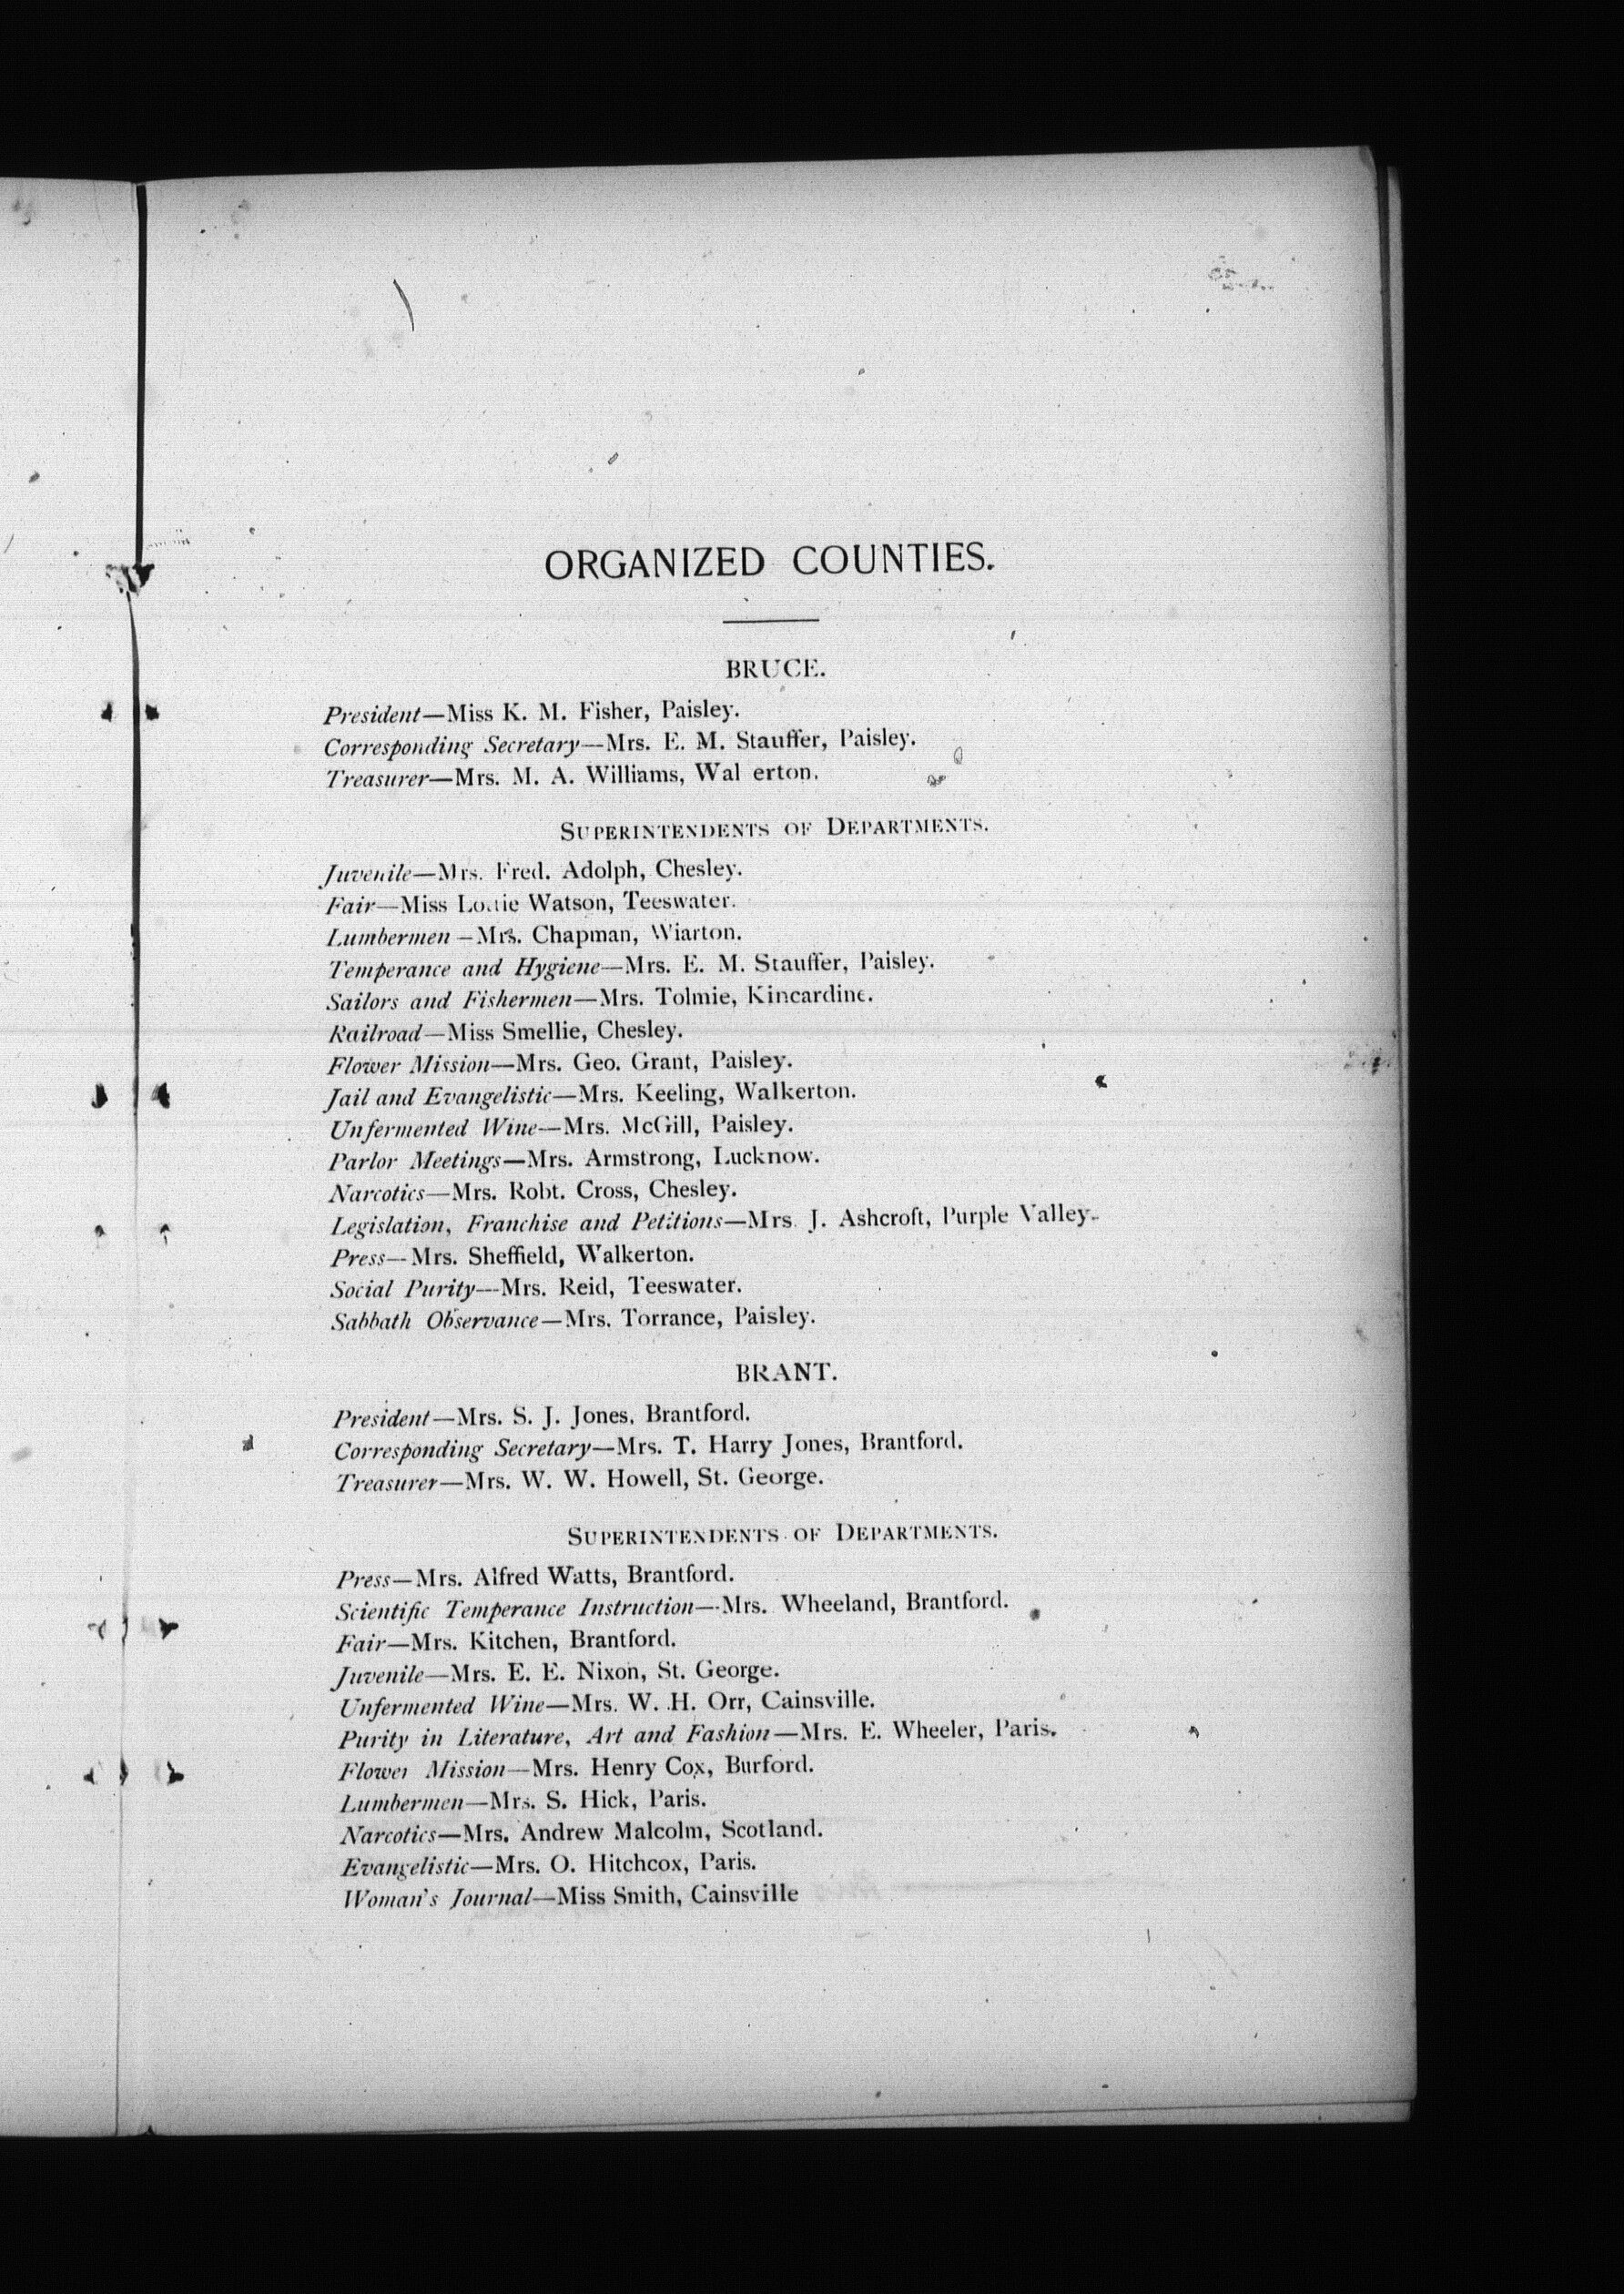 ORGANIZED COUNTIES.
BRUCE.
President—Miss K. M. Fisher, Paisley.
Corresponding Secretary—Mrs. E. M. Stauffer, Paisley.
Treasurer—Mrs. M. A. Williams, Wal erton.
SUPERINTENDENTS OF DEPARTMENTS.
Juvenile—Mrs. Fred. Adolph, Chesley.
Fair—Miss Lottie Watson, Teeswater.
Lumbermen—Mrs. Chapman, Wiarton.
Temperance and Hygiene—Mrs. E. M. Stauffer, Paisley.
Sailors and Fishermen—Mrs. Tolmie, Kincardine.
Railroad—Miss Smellie, Chesley.
Flower Mission—Mrs. Geo. Grant, Paisley.
Jail and Evangelistic—Mrs. Keeling, Walkerton.
Unfermented Wine—Mrs. McGill, Paisley.
Parlor Meetings—Mrs. Armstrong, Lucknow.
Narcotics—Mrs. Robt. Cross, Chesley.
Legislation, Franchise and Petitions—Mrs. J. Ashcroft, Purple Valley.
Press—Mrs. Sheffield, Walkerton.
Social Purity—Mrs. Reid, Teeswater.
Sabbath Observance—Mrs. Torrance, Paisley.
BRANT.
President—Mrs. S. J. Jones, Brantford.
Corresponding Secretary—Mrs. T. Harry Jones, Brantford.
Treasurer—Mrs. W. W. Howell, St. George.
SUPERINTENDENTS OF DEPARTMENTS.
Press—Mrs. Alfred Watts, Brantford.
Scientific Temperance Instruction—Mrs. Wheeland, Brantford.
Fair—Mrs. Kitchen, Brantford.
Juvenile—Mrs. E. E. Nixon, St. George.
Unfermented Wine—Mrs. W. H. Orr, Cainsville.
Purity in Literature, Art and Fashion—Mrs. E. Wheeler, Paris.
Flower Mission—Mrs. Henry Cox, Burford.
Lumbermen—Mrs. S. Hick, Paris.
Narcotics—Mrs. Andrew Malcolm, Scotland.
Evangelistic—Mrs. O. Hitchcox, Paris.
Woman's Journal—Miss Smith, Cainsville